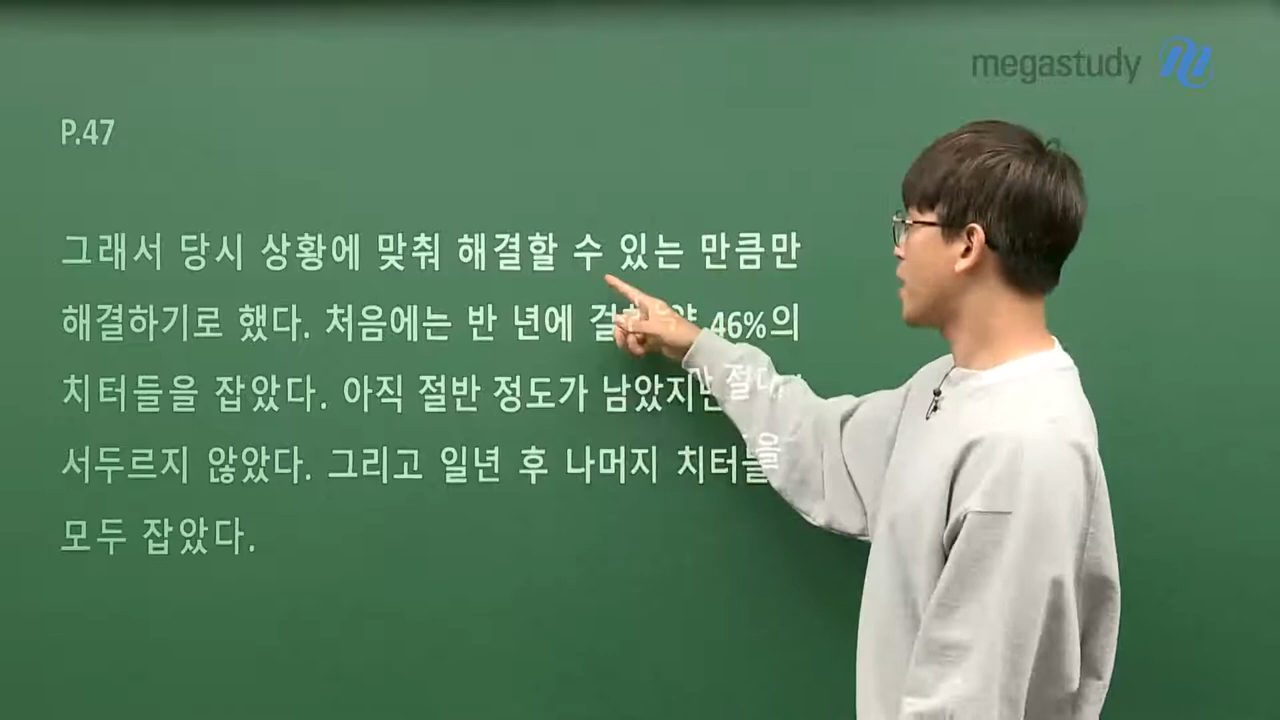 megastudy
P.47
그래서 당시 상황에 맞춰 해결할 수 있는 만큼만
해결하기로 했다. 처음에는 반 년에 46%의
치터들을 잡았다. 아직 절반 정도가 남았지만 절대
서두르지 않았다. 그리고 일년 후 나머지 치터들을
모두 잡았다.